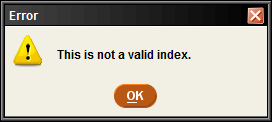 Error
This is not a valid index.
OK